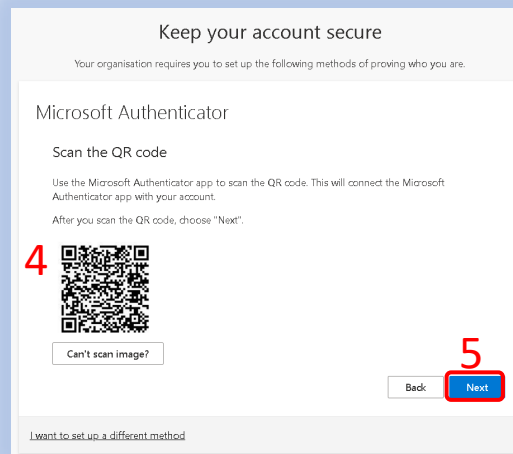 Keep your account secure
Your organisation requires you to set up the following methods of proving who you are.
Microsoft Authenticator
Scan the QR code
Use the Microsoft Authenticator app to scan the QR code. This will connect the Microsoft
Authenticator app with your account.
After you scan the QR code, choose "Next".
4
Can't scan image?
5
Back
Next
I want to set up a different method